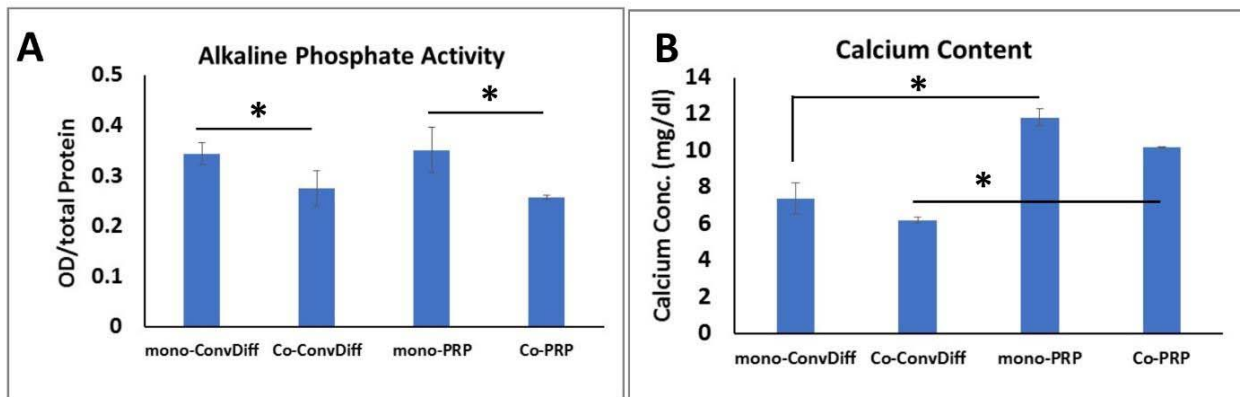 A
Alkaline Phosphate Activity
0.5
0.4
0.3
0.2
0.1
0
OD/total Protein
*
*
mono-ConvDiff Co-ConvDiff mono-PRP Co-PRP
B
Calcium Content
14
12
10
8
6
4
2
0
Calcium Conc. (mg/dl)
*
*
mono-ConvDiff Co-ConvDiff mono-PRP Co-PRP